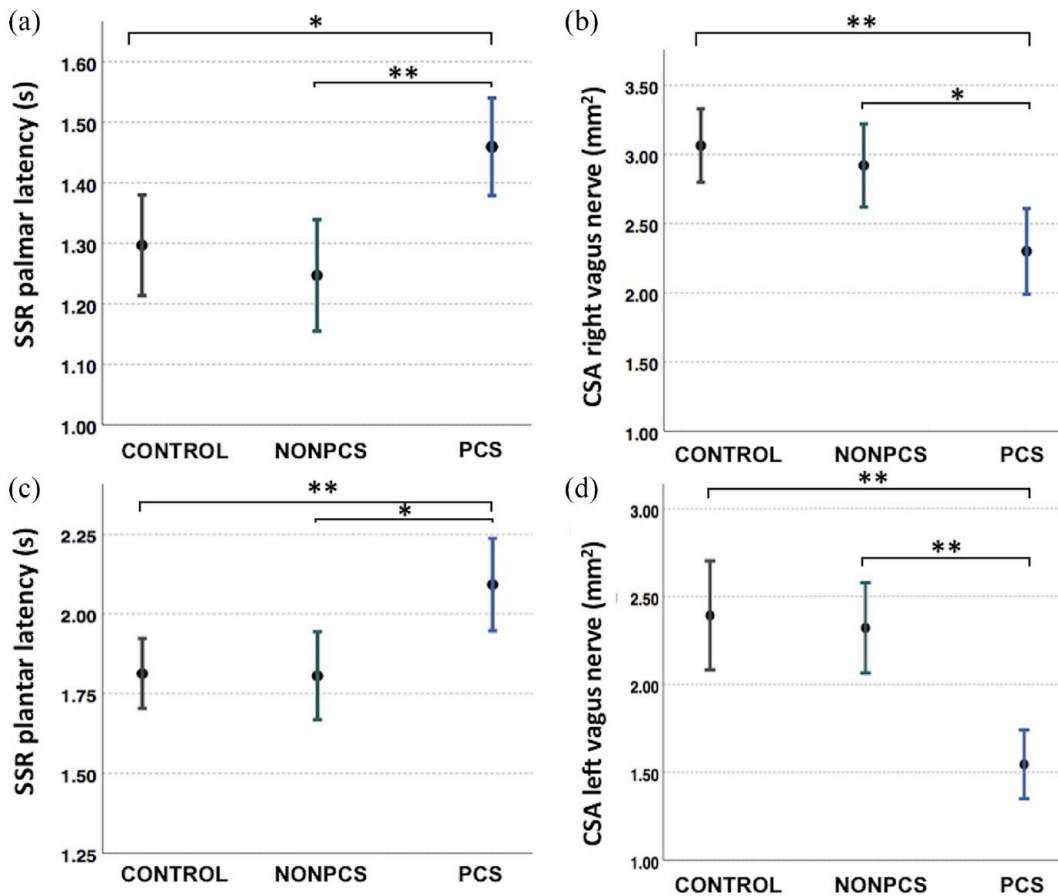 (a)
*
**
SSR palmar latency (s)
1.60
1.50
1.40
1.30
1.20
1.10
1.00
CONTROL NONPCS PCS
(b)
**
*
CSA right vagus nerve (mm²)
3.50
3.00
2.50
2.00
1.50
1.00
CONTROL NONPCS PCS
(c)
**
*
SSR plantar latency (s)
2.25
2.00
1.75
1.50
1.25
CONTROL NONPCS PCS
(d)
**
**
CSA left vagus nerve (mm²)
3.00
2.50
2.00
1.50
1.00
CONTROL NONPCS PCS